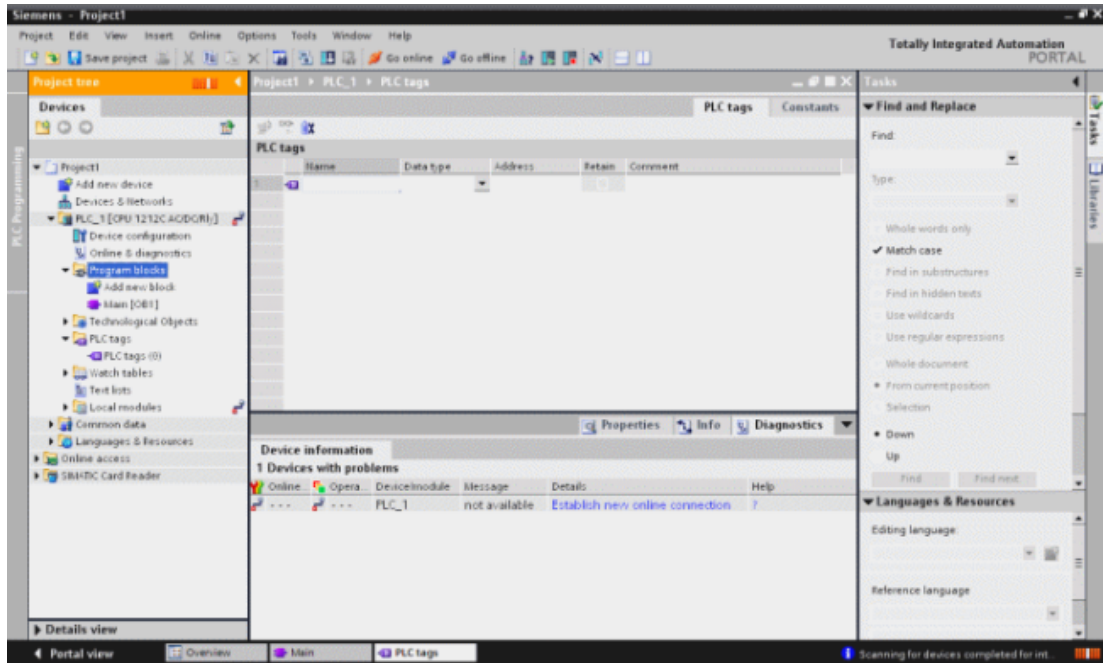 Siemens - Project1
Project Edit View Insert Online Options Tools Window Help
Save project
Go online
Go offline
Totally Integrated Automation
PORTAL
Project tree
Devices
PLC Programming
Project1
Add new device
Devices & Networks
PLC_1 [CPU 1212C AC/DC/Rly]
Device configuration
Online & diagnostics
Program blocks
Add new block
Main [OB1]
Technological Objects
PLC tags
PLC tags (0)
Watch tables
Text lists
Local modules
Common data
Languages & Resources
Online access
SIMATIC Card Reader
Details view
Project1 PLC_1 PLC tags
PLC tags Constants
PLC tags
Name Data type Address Retain Comment
1
Properties Info Diagnostics
Device information
1 Devices with problems
Online... Opera... Device/module Message Details Help
--- --- PLC_1 not available Establish new online connection ?
Tasks
Find and Replace
Find:
Type:
Whole words only
Match case
Find in substructures
Find in hidden texts
Use wildcards
Use regular expressions
Whole document
From current position
Selection
Down
Up
Find Find next
Languages & Resources
Editing language:
Reference language
Tasks
Libraries
Portal view Overview Main PLC tags
Scanning for devices completed for int...